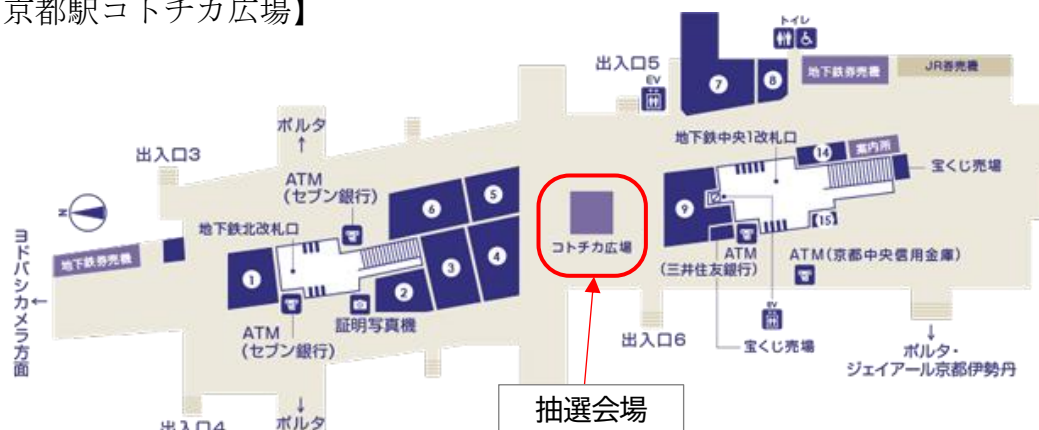 京都駅コトチカ広場】
トイレ
出入口5
EV
7
8
地下鉄券売機
JR券売機
ポルタ
↑
地下鉄中央1改札口
出入口3
14
案内所
宝くじ売場
ATM
(セブン銀行)
6
5
N
地下鉄北改札口
9
【15】
ヨドバシカメラ方面
←
地下鉄券売機
コトチカ広場
1
3
4
2
ATM
(三井住友銀行)
ATM(京都中央信用金庫)
EV
証明写真機
ATM
(セブン銀行)
出入口6
宝くじ売場
↓
ポルタ・
ジェイアール京都伊勢丹
抽選会場
↓
ポルタ
出入口4